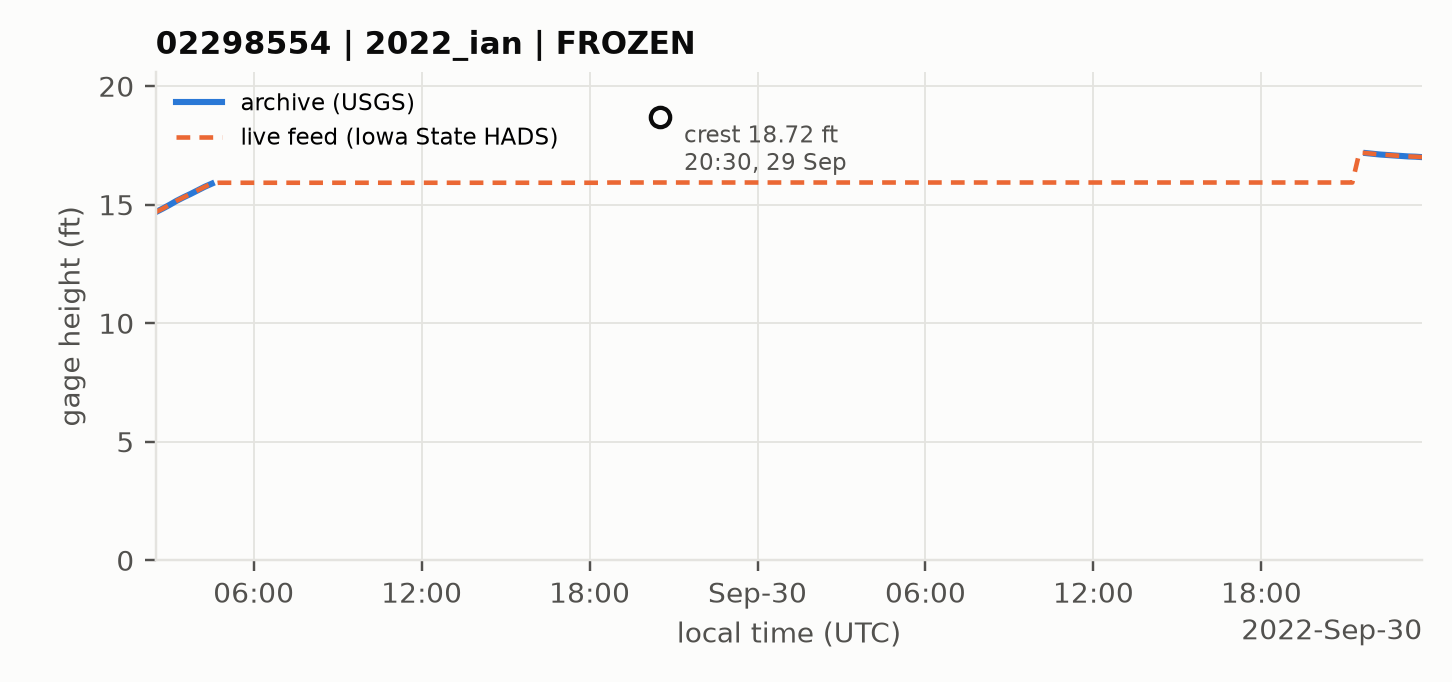 02298554 | 2022_ian | FROZEN
archive (USGS)
live feed (Iowa State HADS)
crest 18.72 ft
20:30, 29 Sep
gage height (ft)
20
15
10
5
0
06:00 12:00 18:00 Sep-30 06:00 12:00 18:00
local time (UTC)
2022-Sep-30